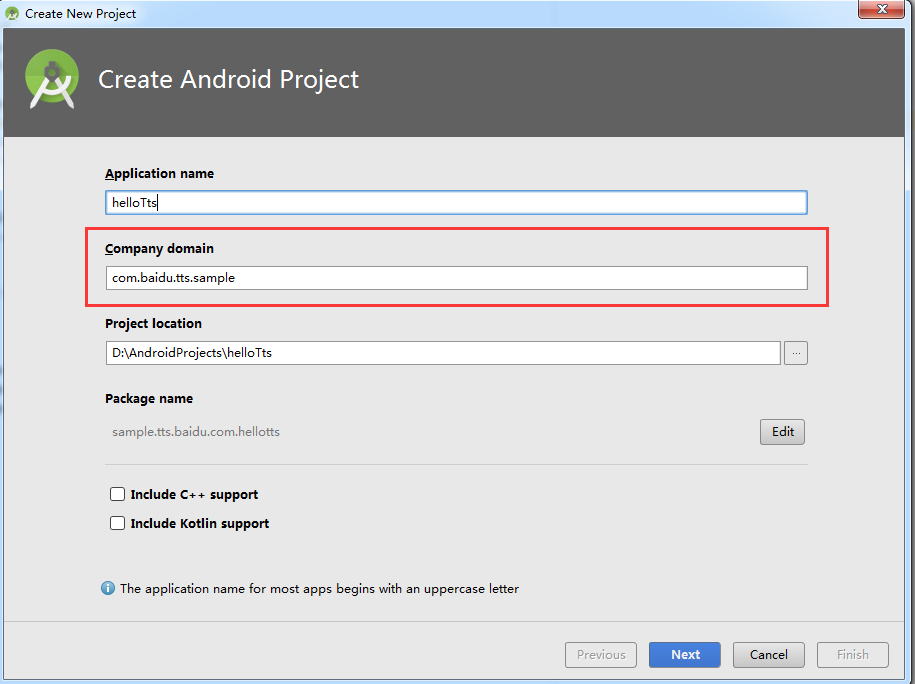 Create New Project
Create Android Project
Application name
helloTts
Company domain
com.baidu.tts.sample
Project location
D:\AndroidProjects\helloTts
...
Package name
sample.tts.baidu.com.hellotts
Edit
Include C++ support
Include Kotlin support
The application name for most apps begins with an uppercase letter
Previous Next Cancel Finish